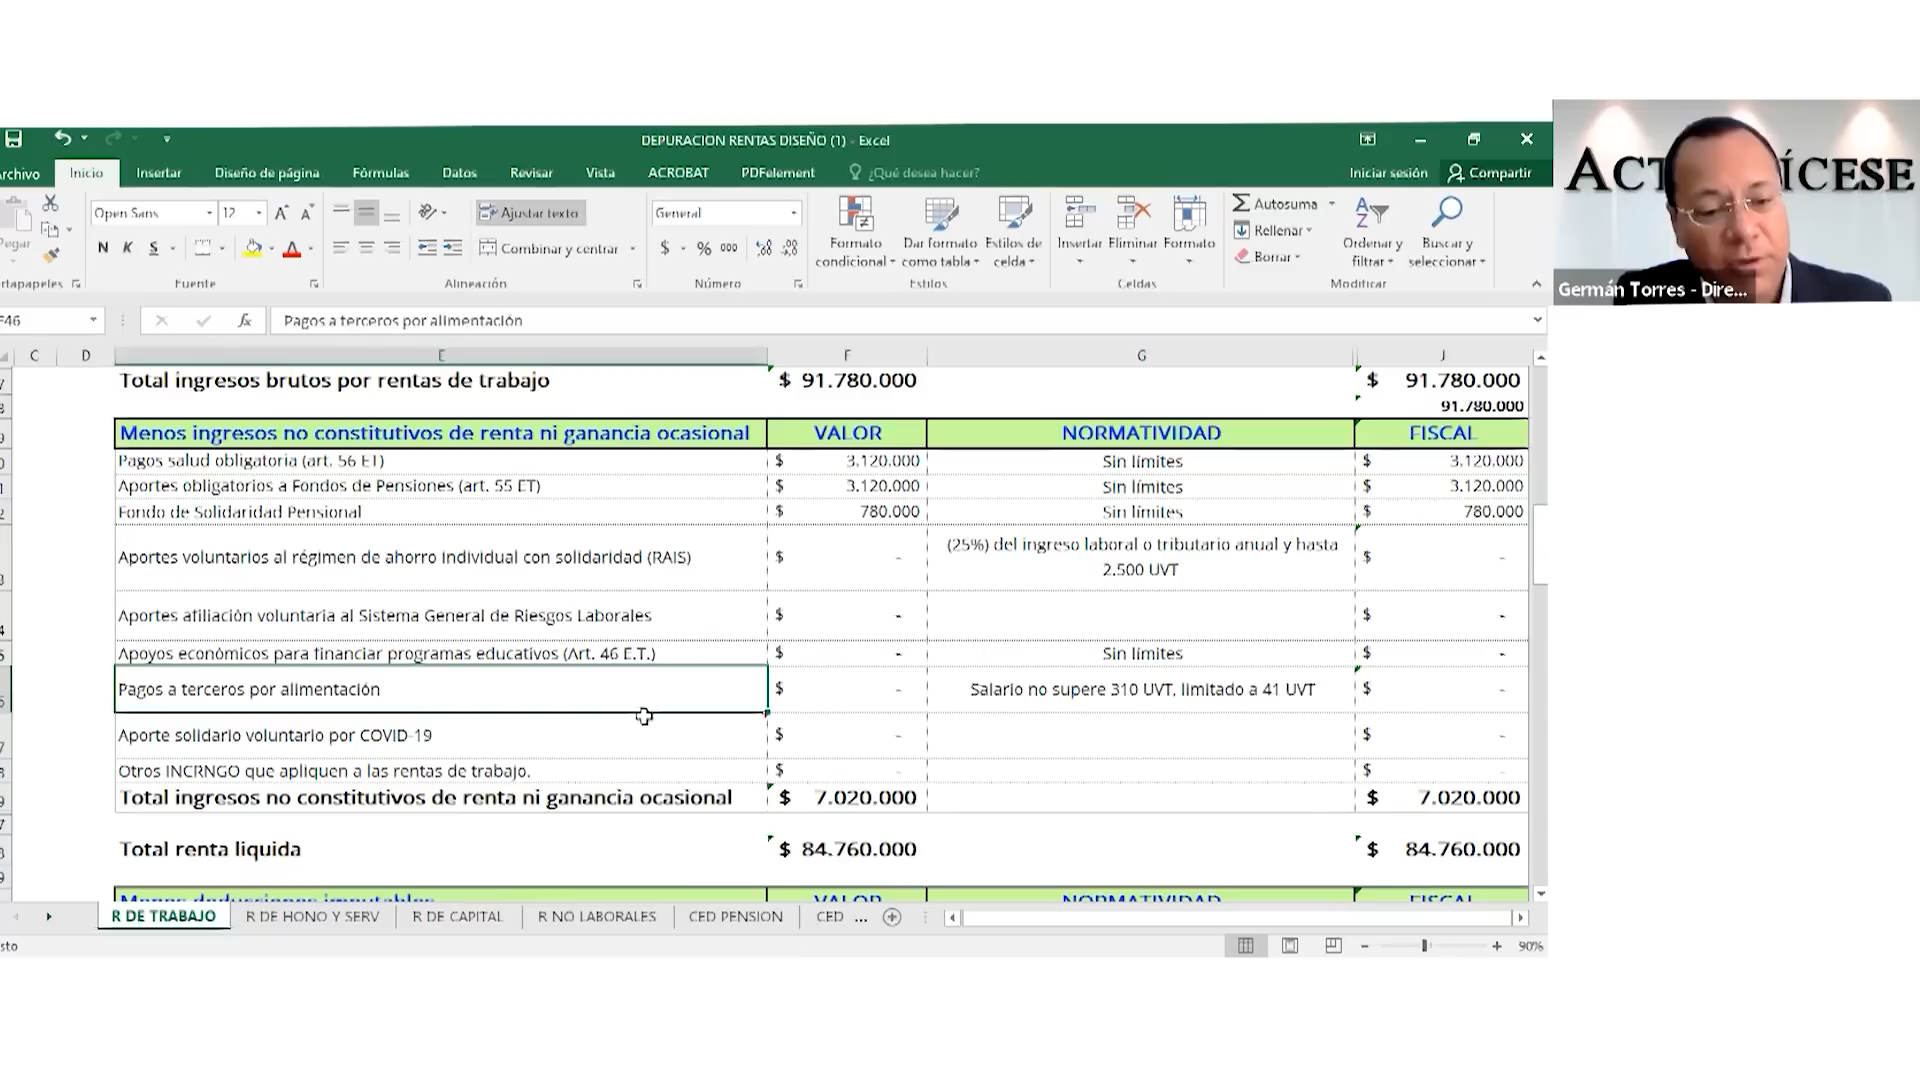 DEPURACION RENTAS DISEÑO (1) - Excel
Archivo Inicio Insertar Diseño de página Fórmulas Datos Revisar Vista ACROBAT PDFelement ¿Qué desea hacer? Iniciar sesión Compartir
Open Sans 12 Ajustar texto General Autosuma
Rellenar
N K S Combinar y centrar $ % 000 Borrar
Formato condicional Dar formato como tabla Estilos de celda Insertar Eliminar Formato Ordenar y filtrar Buscar y seleccionar
Fuente Alineación Número Estilos Celdas Modificar
fx Pagos a terceros por alimentación
C D E F G J
Total ingresos brutos por rentas de trabajo $ 91.780.000 $ 91.780.000
91.780.000
Menos ingresos no constitutivos de renta ni ganancia ocasional VALOR NORMATIVIDAD FISCAL
Pagos salud obligatoria (art. 56 ET) $ 3.120.000 Sin límites $ 3.120.000
Aportes obligatorios a Fondos de Pensiones (art. 55 ET) $ 3.120.000 Sin límites $ 3.120.000
Fondo de Solidaridad Pensional $ 780.000 Sin límites $ 780.000
Aportes voluntarios al régimen de ahorro individual con solidaridad (RAIS) $ - (25%) del ingreso laboral o tributario anual y hasta 2.500 UVT $ -
Aportes afiliación voluntaria al Sistema General de Riesgos Laborales $ - $ -
Apoyos económicos para financiar programas educativos (Art. 46 E.T.) $ - Sin límites $ -
Pagos a terceros por alimentación $ - Salario no supere 310 UVT, limitado a 41 UVT $ -
Aporte solidario voluntario por COVID-19 $ - $ -
Otros INCRNGO que apliquen a las rentas de trabajo. $ - $ -
Total ingresos no constitutivos de renta ni ganancia ocasional $ 7.020.000 $ 7.020.000
Total renta liquida $ 84.760.000 $ 84.760.000
Menos deducciones imputables VALOR NORMATIVIDAD FISCAL
R DE TRABAJO R DE HONO Y SERV R DE CAPITAL R NO LABORALES CED PENSION CED ...
90%
Germán Torres - Dire...